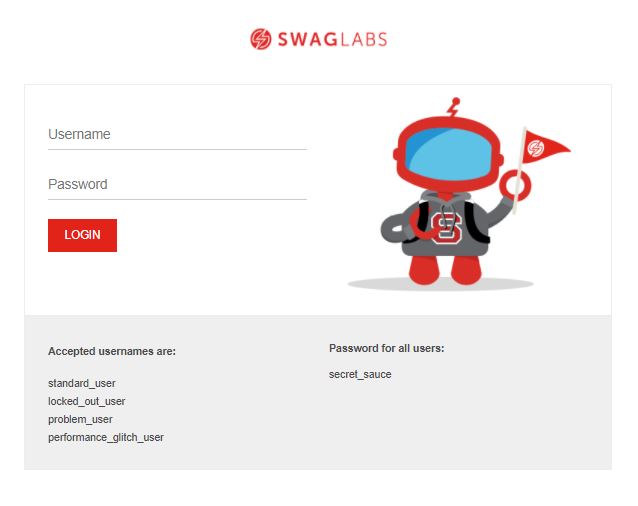 SWAGLABS
Username
Password
LOGIN
S
Accepted usernames are:
standard_user
locked_out_user
problem_user
performance_glitch_user
Password for all users:
secret_sauce